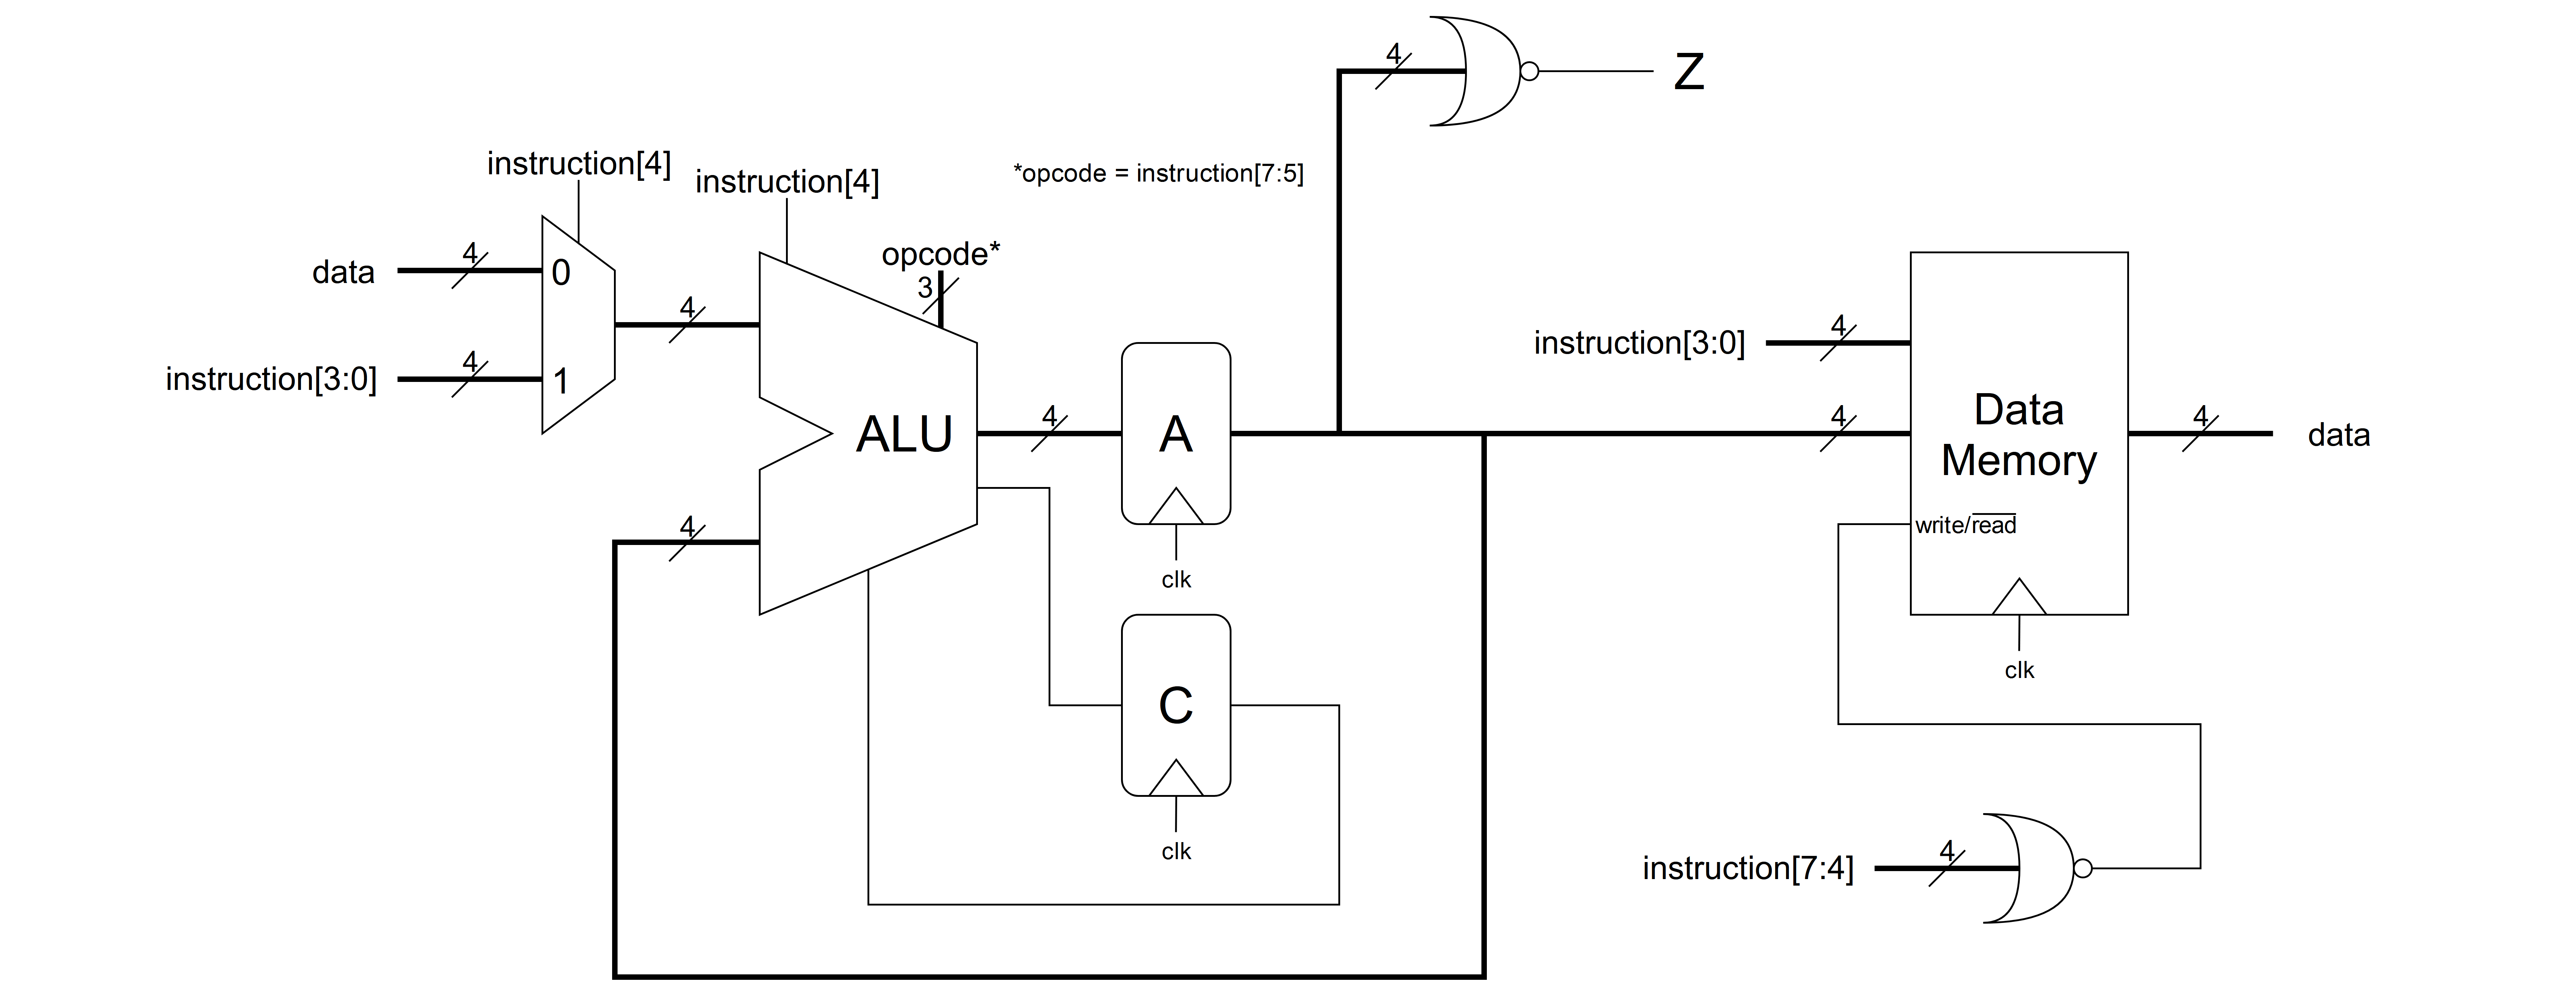 4
Z
instruction[4]
instruction[4]
*opcode = instruction[7:5]
opcode*
3
data
4
0
4
instruction[3:0]
4
1
ALU
4
A
clk
4
C
clk
instruction[3:0]
4
4
Data
Memory
write/read
clk
4
data
instruction[7:4]
4